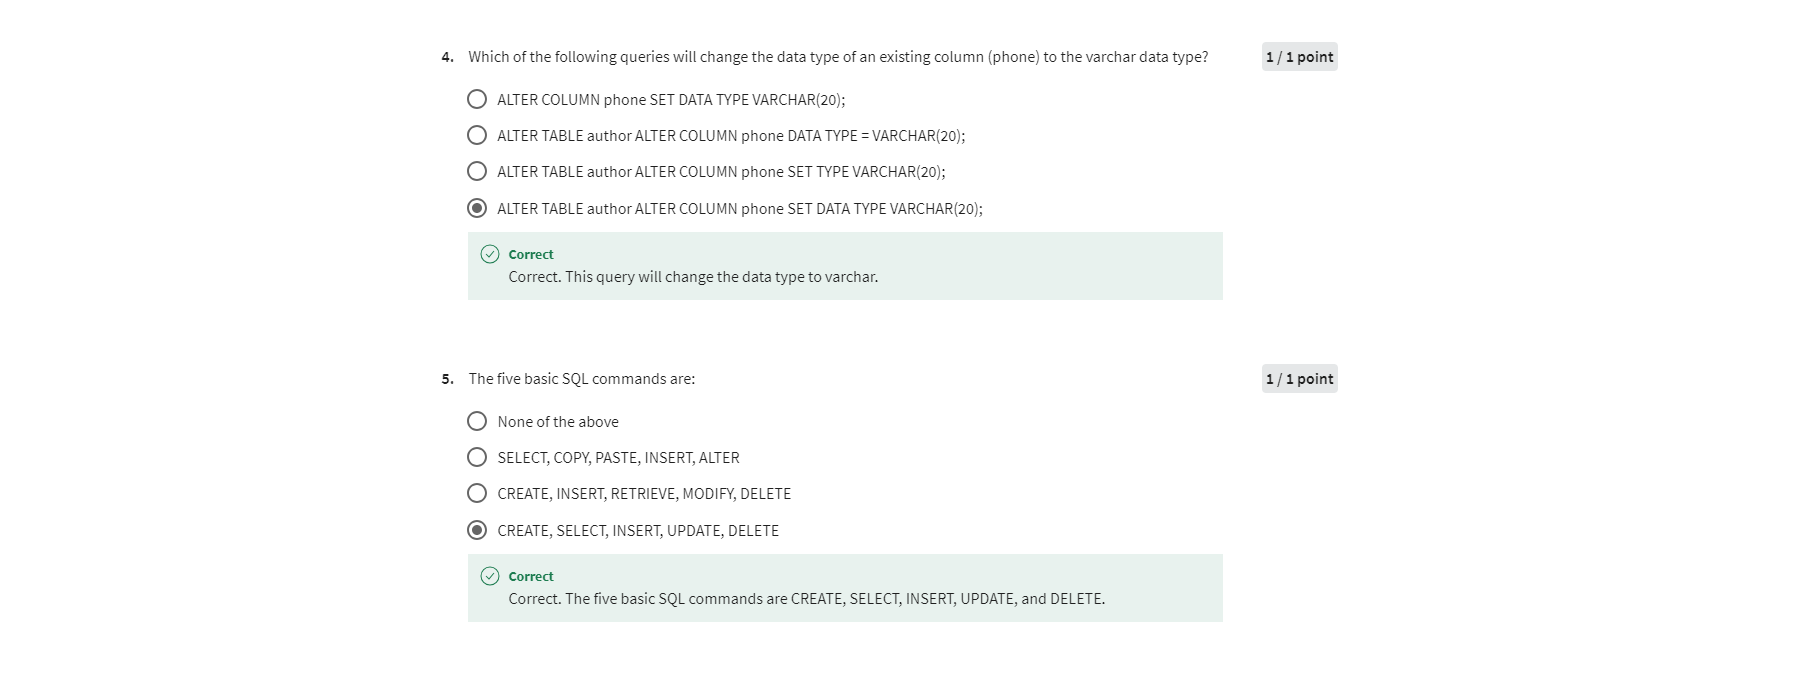 4. Which of the following queries will change the data type of an existing column (phone) to the varchar data type? 1 / 1 point
ALTER COLUMN phone SET DATA TYPE VARCHAR(20);
ALTER TABLE author ALTER COLUMN phone DATA TYPE = VARCHAR(20);
ALTER TABLE author ALTER COLUMN phone SET TYPE VARCHAR(20);
ALTER TABLE author ALTER COLUMN phone SET DATA TYPE VARCHAR(20);
Correct
Correct. This query will change the data type to varchar.
5. The five basic SQL commands are: 1 / 1 point
None of the above
SELECT, COPY, PASTE, INSERT, ALTER
CREATE, INSERT, RETRIEVE, MODIFY, DELETE
CREATE, SELECT, INSERT, UPDATE, DELETE
Correct
Correct. The five basic SQL commands are CREATE, SELECT, INSERT, UPDATE, and DELETE.